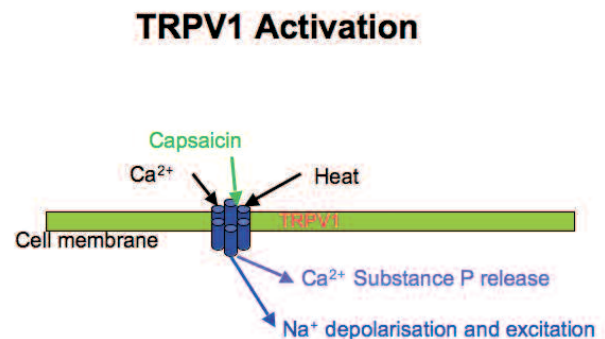 TRPV1 Activation
Capsaicin
Ca²⁺
Heat
TRPV1
Cell membrane
Ca²⁺ Substance P release
Na⁺ depolarisation and excitation